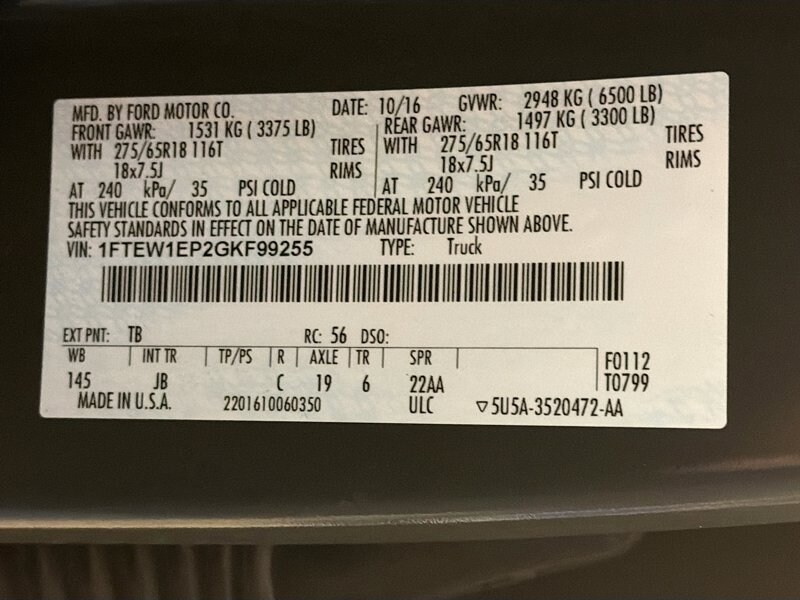 MFD. BY FORD MOTOR CO. DATE: 10/16 GVWR: 2948 KG ( 6500 LB)
FRONT GAWR: 1531 KG ( 3375 LB) REAR GAWR: 1497 KG ( 3300 LB)
WITH 275/65R18 116T TIRES WITH 275/65R18 116T TIRES
18x7.5J RIMS 18x7.5J RIMS
AT 240 kPa/ 35 PSI COLD AT 240 kPa/ 35 PSI COLD
THIS VEHICLE CONFORMS TO ALL APPLICABLE FEDERAL MOTOR VEHICLE
SAFETY STANDARDS IN EFFECT ON THE DATE OF MANUFACTURE SHOWN ABOVE.
VIN: 1FTEW1EP2GKF99255 TYPE: Truck
EXT PNT: TB RC: 56 DSO:
WB INT TR TP/PS R AXLE TR SPR F0112
145 JB C 19 6 22AA T0799
MADE IN U.S.A. 2201610060350 ULC ▽5U5A-3520472-AA